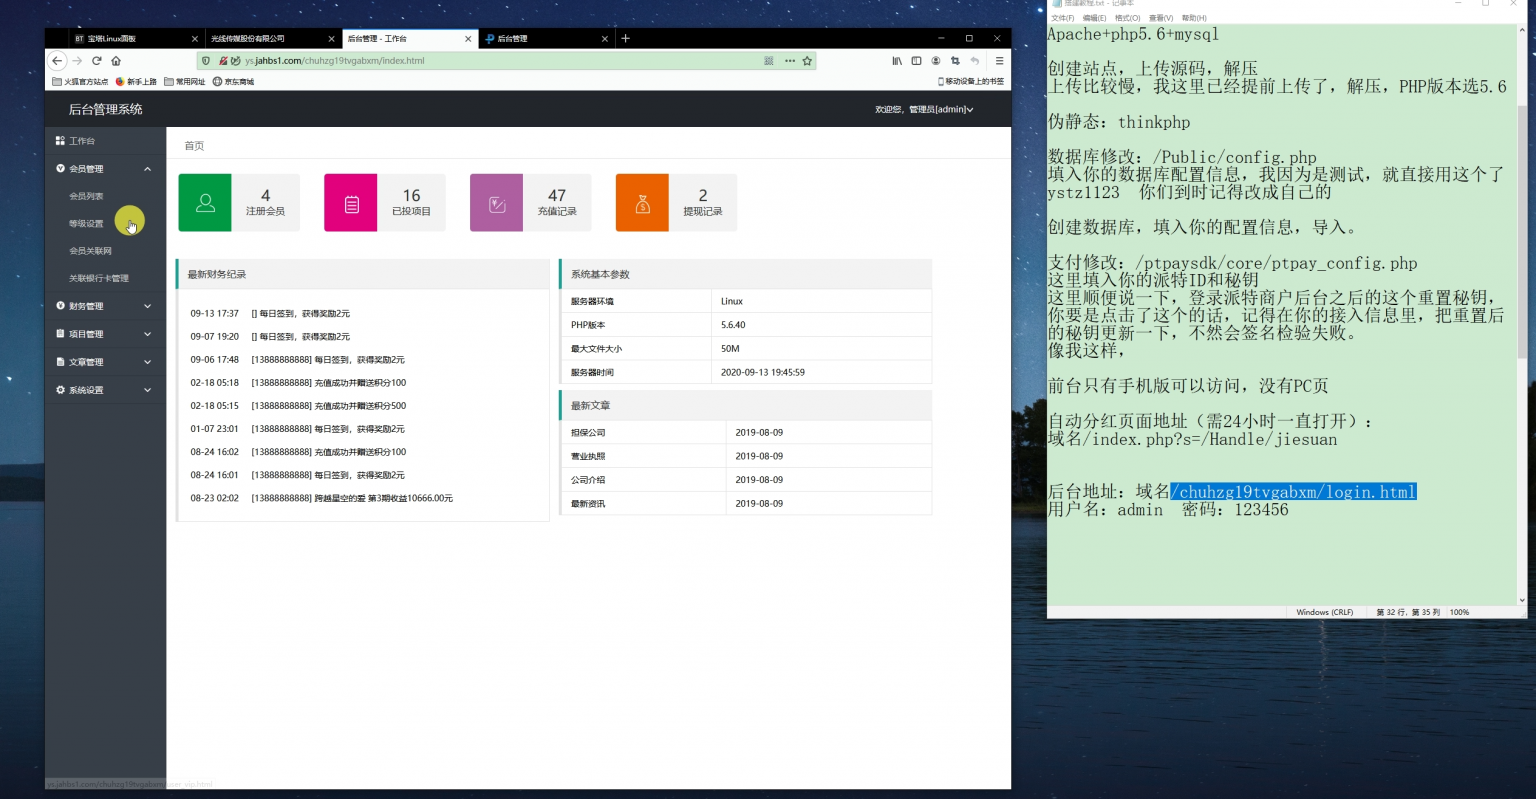 宝塔Linux面板
光线传媒股份有限公司
后台管理 - 工作台
后台管理
ys.jahbs1.com/chuhzg19tvgabxm/index.html
火狐官方站点
新手上路
常用网址
京东商城
移动设备上的书签
后台管理系统
欢迎您，管理员[admin]
工作台
会员管理
会员列表
等级设置
会员关联网
关联银行卡管理
财务管理
项目管理
文章管理
系统设置
首页
4
注册会员
16
已投项目
47
充值记录
2
提现记录
最新财务纪录
09-13 17:37 [] 每日签到，获得奖励2元
09-07 19:20 [] 每日签到，获得奖励2元
09-06 17:48 [13888888888] 每日签到，获得奖励2元
02-18 05:18 [13888888888] 充值成功并赠送积分100
02-18 05:15 [13888888888] 充值成功并赠送积分500
01-07 23:01 [13888888888] 每日签到，获得奖励2元
08-24 16:02 [13888888888] 充值成功并赠送积分100
08-24 16:01 [13888888888] 每日签到，获得奖励2元
08-23 02:02 [13888888888] 跨越星空的爱 第3期收益10666.00元
系统基本参数
服务器环境 Linux
PHP版本 5.6.40
最大文件大小 50M
服务器时间 2020-09-13 19:45:59
最新文章
担保公司 2019-08-09
营业执照 2019-08-09
公司介绍 2019-08-09
最新资讯 2019-08-09
ys.jahbs1.com/chuhzg19tvgabxm/user_vip.html
搭建教程.txt - 记事本
文件(F) 编辑(E) 格式(O) 查看(V) 帮助(H)
Apache+php5.6+mysql
创建站点，上传源码，解压
上传比较慢，我这里已经提前上传了，解压，PHP版本选5.6
伪静态：thinkphp
数据库修改：/Public/config.php
填入你的数据库配置信息，我因为是测试，就直接用这个了
ystz1123 你们到时记得改成自己的
创建数据库，填入你的配置信息，导入。
支付修改：/ptpaysdk/core/ptpay_config.php
这里填入你的派特ID和秘钥
这里顺便说一下，登录派特商户后台之后的这个重置秘钥，
你要是点击了这个的话，记得在你的接入信息里，把重置后
的秘钥更新一下，不然会签名检验失败。
像我这样，
前台只有手机版可以访问，没有PC页
自动分红页面地址（需24小时一直打开）：
域名/index.php?s=/Handle/jiesuan
后台地址：域名/chuhzg19tvgabxm/login.html
用户名：admin 密码：123456
Windows (CRLF) 第 32 行，第 35 列 100%